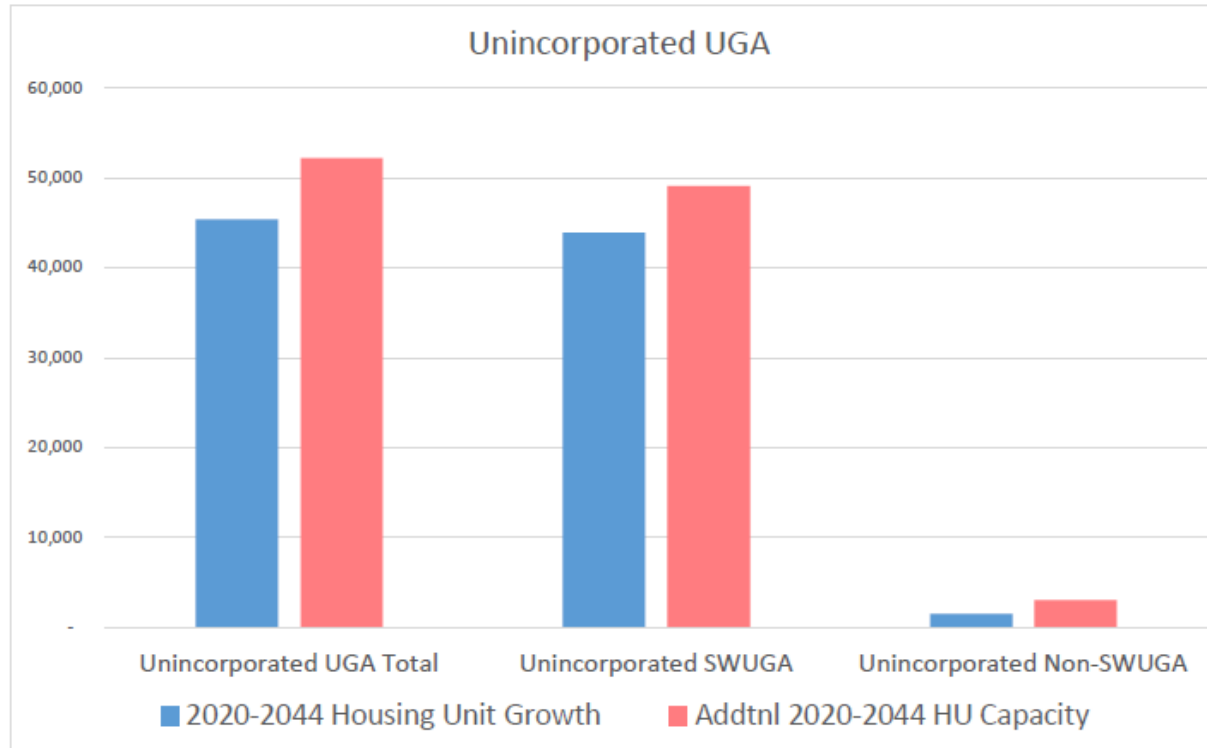 Unincorporated UGA
60,000
50,000
40,000
30,000
20,000
10,000
-
Unincorporated UGA Total Unincorporated SWUGA Unincorporated Non-SWUGA
2020-2044 Housing Unit Growth Addtnl 2020-2044 HU Capacity